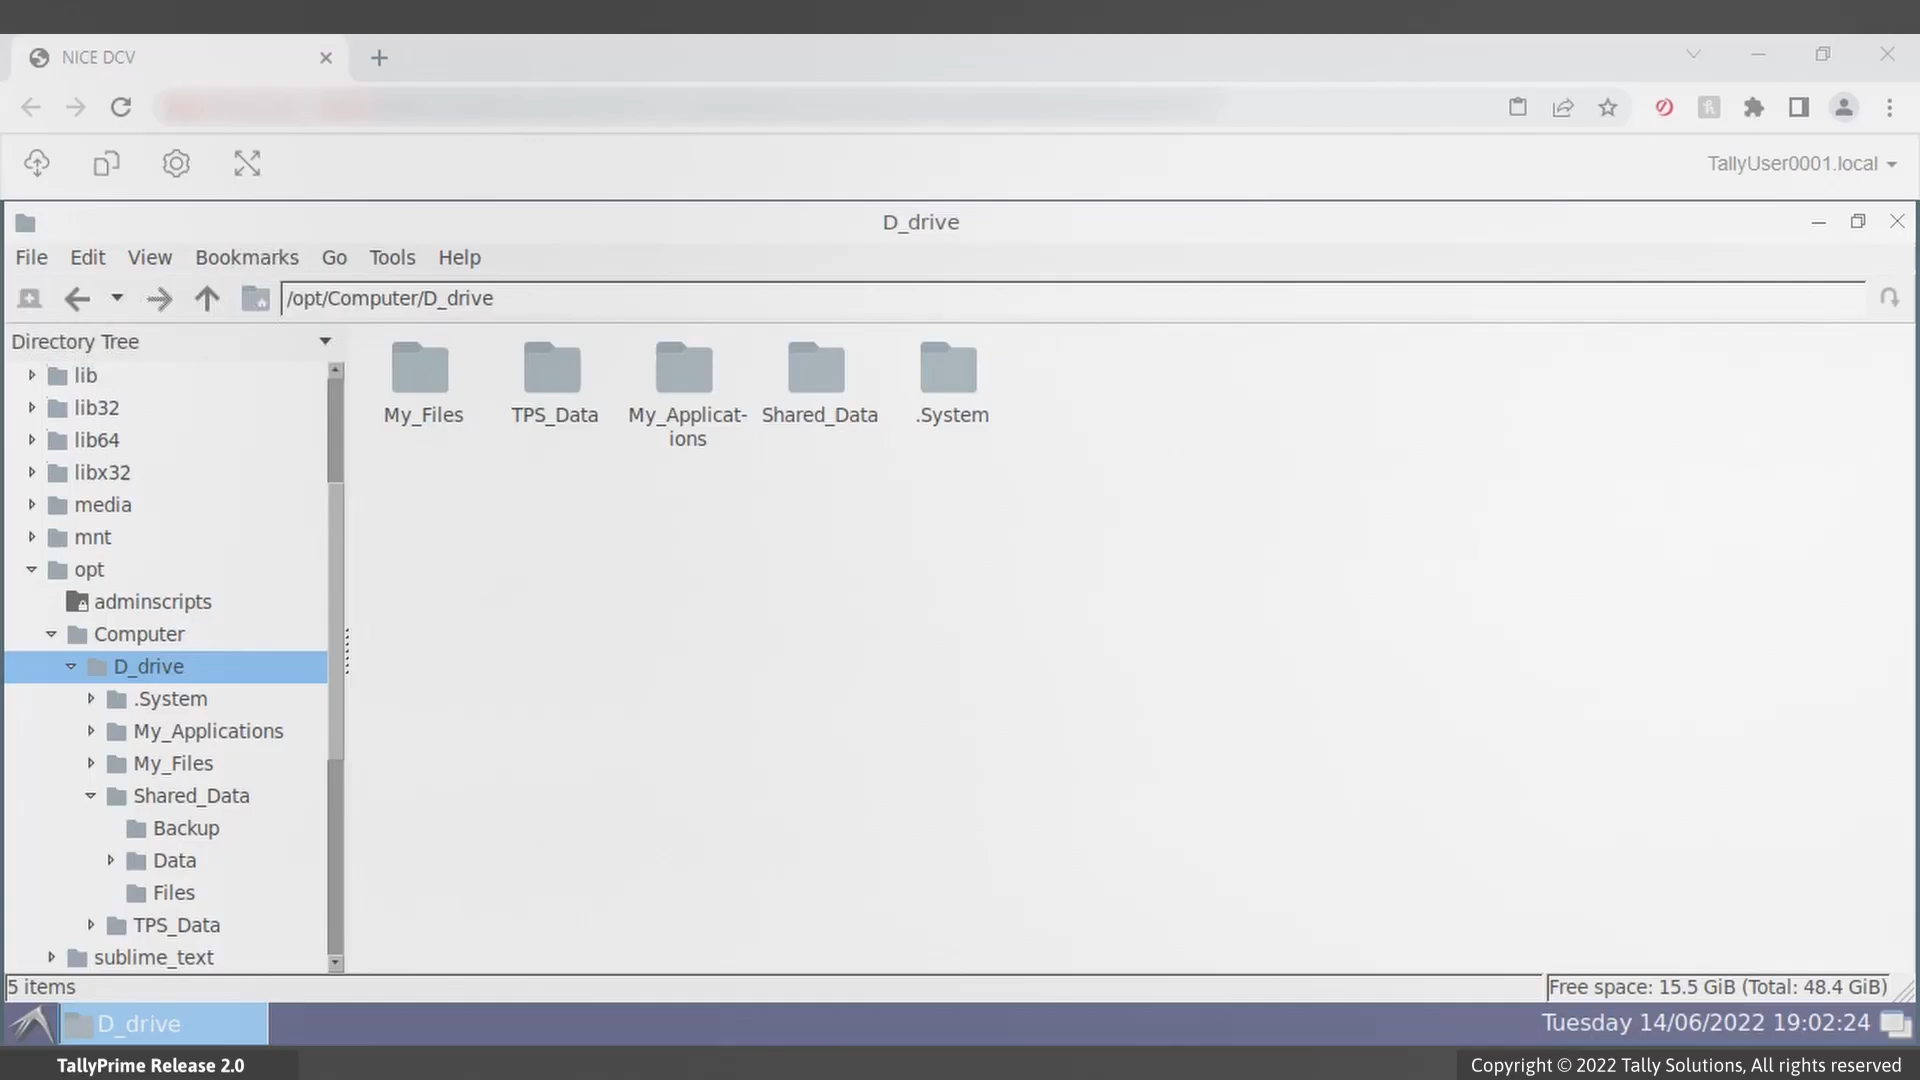 NICE DCV
TallyUser0001.local
D_drive
File Edit View Bookmarks Go Tools Help
/opt/Computer/D_drive
Directory Tree
lib
lib32
lib64
libx32
media
mnt
opt
adminscripts
Computer
D_drive
.System
My_Applications
My_Files
Shared_Data
Backup
Data
Files
TPS_Data
sublime_text
My_Files
TPS_Data
My_Applicat-
ions
Shared_Data
.System
5 items
Free space: 15.5 GiB (Total: 48.4 GiB)
D_drive
Tuesday 14/06/2022 19:02:24
TallyPrime Release 2.0
Copyright © 2022 Tally Solutions, All rights reserved